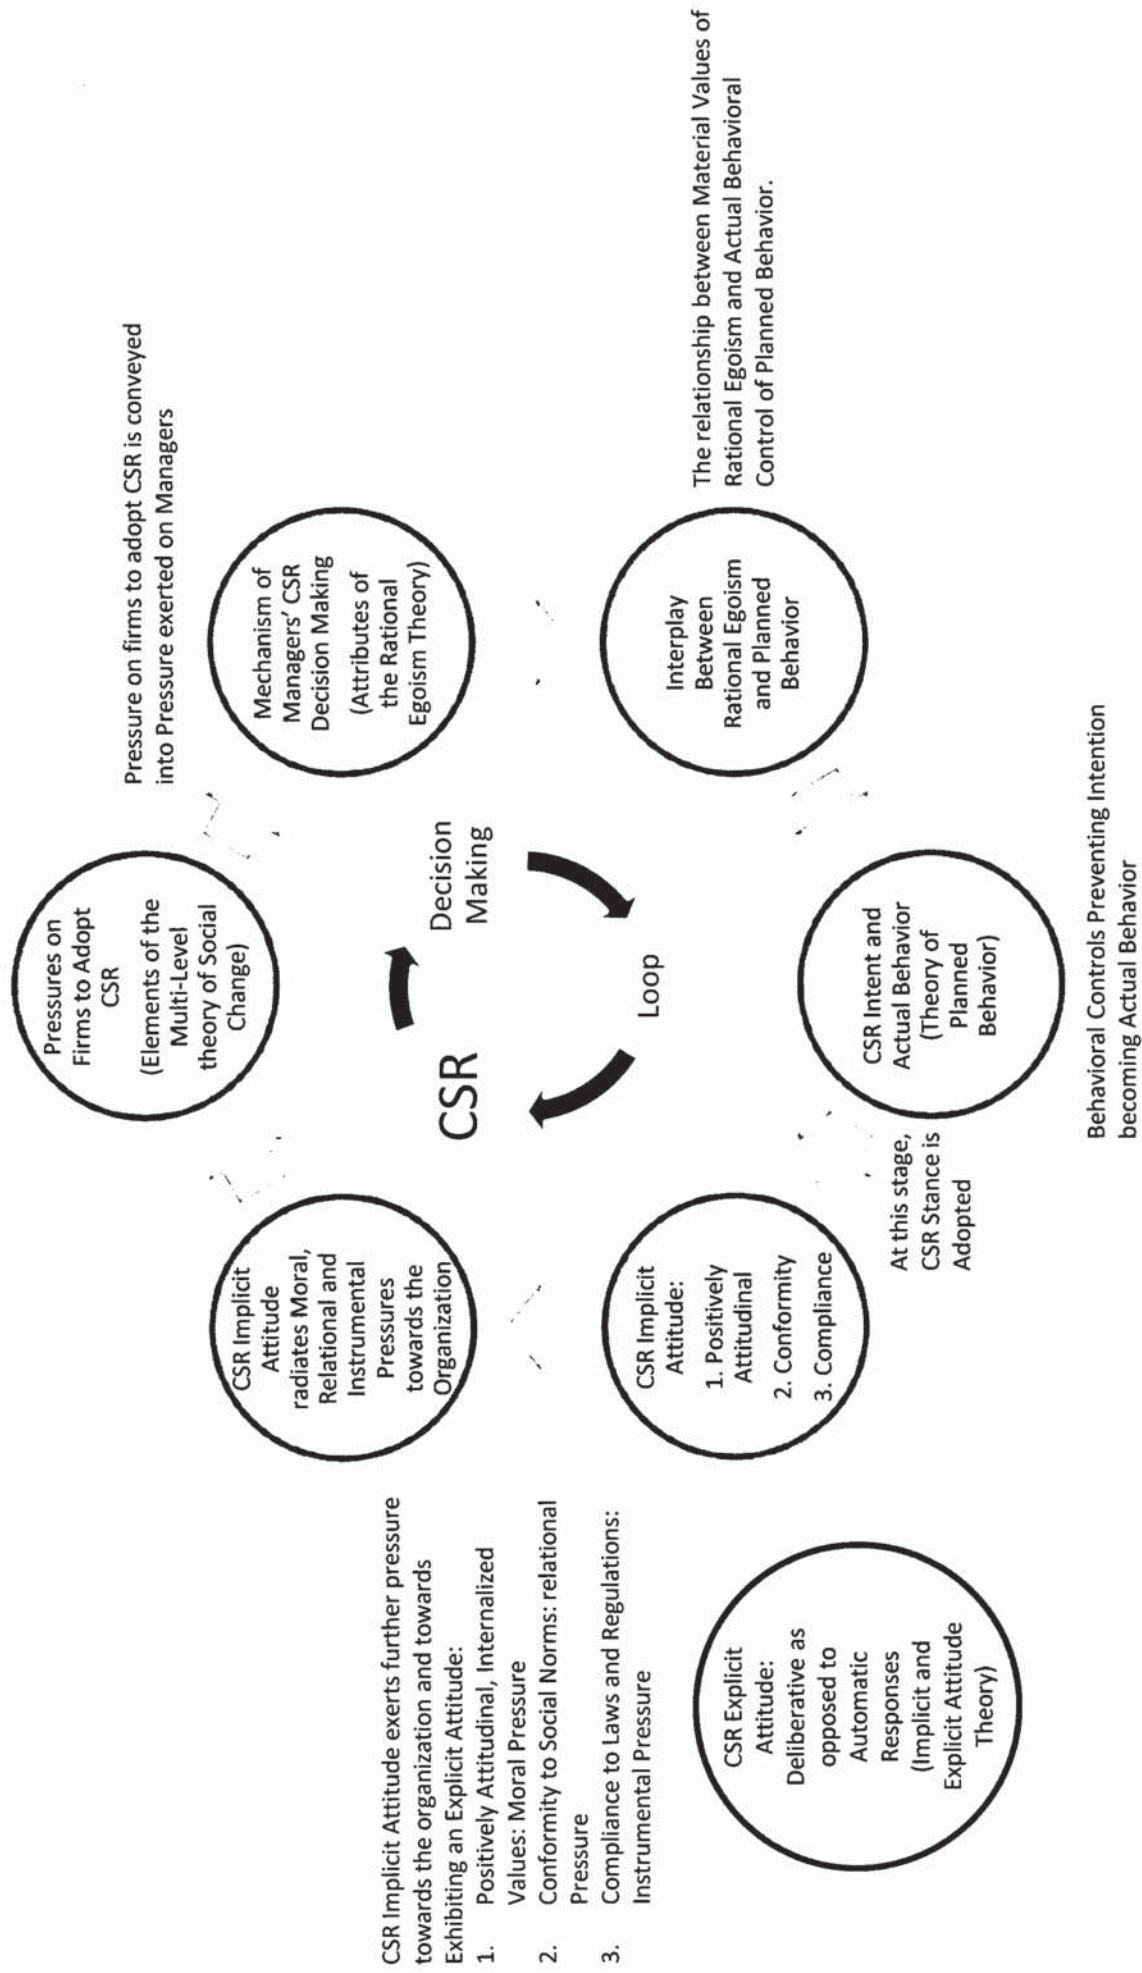 Pressures on
Firms to Adopt
CSR
(Elements of the
Multi-Level
theory of Social
Change)
Pressure on firms to adopt CSR is conveyed
into Pressure exerted on Managers
Mechanism of
Managers' CSR
Decision Making
(Attributes of
the Rational
Egoism Theory)
Interplay
Between
Rational Egoism
and Planned
Behavior
The relationship between Material Values of
Rational Egoism and Actual Behavioral
Control of Planned Behavior.
CSR Intent and
Actual Behavior
(Theory of
Planned
Behavior)
Behavioral Controls Preventing Intention
becoming Actual Behavior
At this stage,
CSR Stance is
Adopted
CSR Implicit
Attitude:
1. Positively
Attitudinal
2. Conformity
3. Compliance
CSR Implicit
Attitude
radiates Moral,
Relational and
Instrumental
Pressures
towards the
Organization
CSR
Decision
Making
Loop
CSR Implicit Attitude exerts further pressure
towards the organization and towards
Exhibiting an Explicit Attitude:
1. Positively Attitudinal, Internalized
Values: Moral Pressure
2. Conformity to Social Norms: relational
Pressure
3. Compliance to Laws and Regulations:
Instrumental Pressure
CSR Explicit
Attitude:
Deliberative as
opposed to
Automatic
Responses
(Implicit and
Explicit Attitude
Theory)